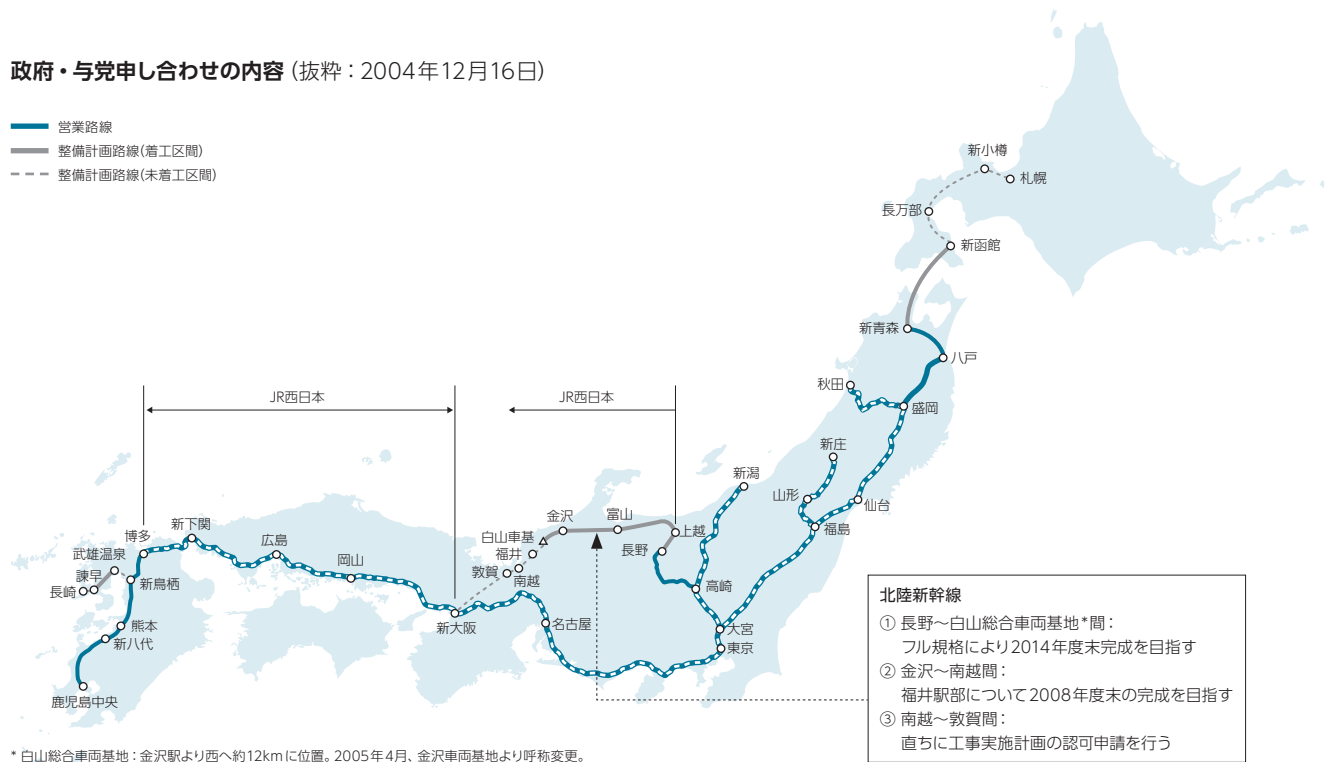 政府・与党申し合わせの内容 (抜粋：2004年12月16日)
営業路線
整備計画路線(着工区間)
整備計画路線(未着工区間)
新小樽
札幌
長万部
新函館
新青森
八戸
秋田
盛岡
JR西日本
JR西日本
新庄
新潟
山形
仙台
福島
金沢
富山
上越
白山車基
福井
長野
敦賀
南越
高崎
博多
新下関
広島
岡山
武雄温泉
諫早
長崎
新鳥栖
熊本
新八代
鹿児島中央
新大阪
名古屋
大宮
東京
北陸新幹線
① 長野〜白山総合車両基地*間：
フル規格により2014年度末完成を目指す
② 金沢〜南越間：
福井駅部について2008年度末の完成を目指す
③ 南越〜敦賀間：
直ちに工事実施計画の認可申請を行う
* 白山総合車両基地：金沢駅より西へ約12kmに位置。2005年4月、金沢車両基地より呼称変更。